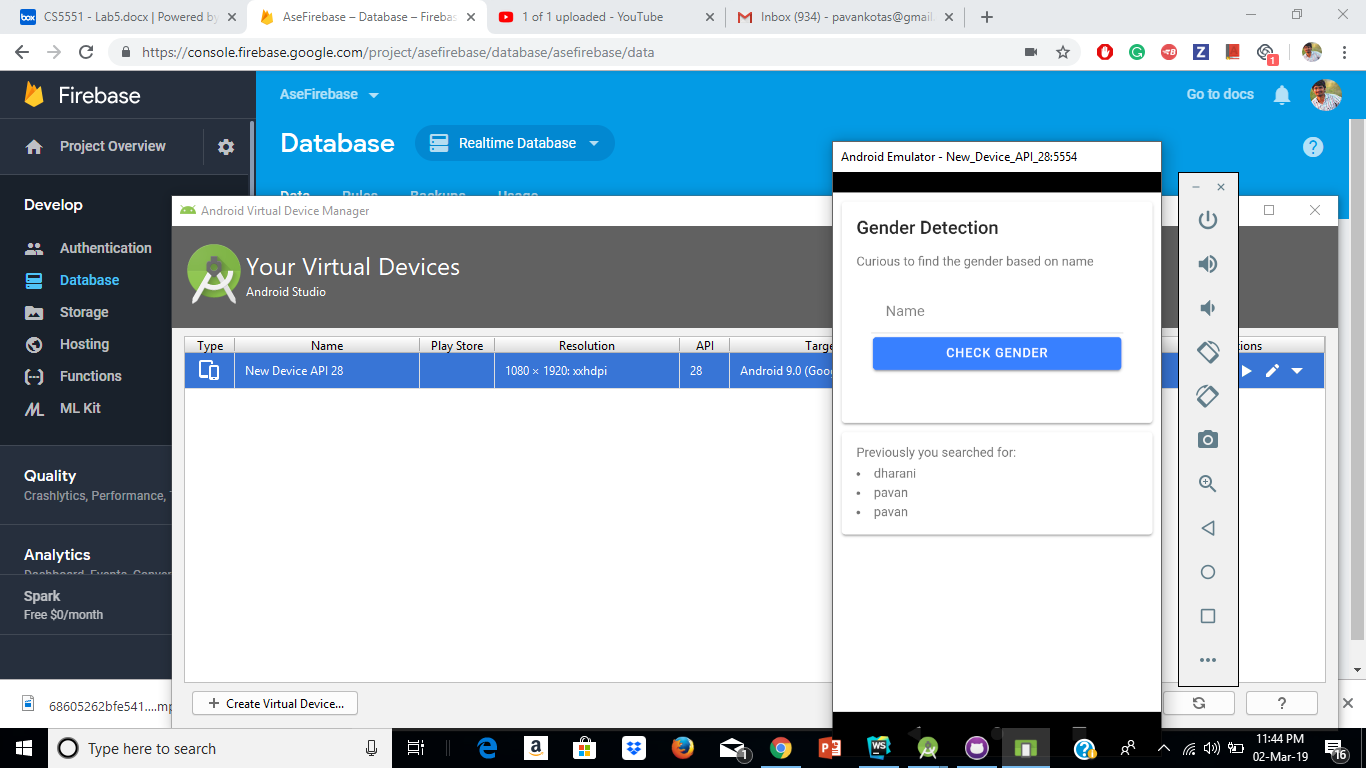 CS5551 - Lab5.docx | Powered by
AseFirebase – Database – Firebas
1 of 1 uploaded - YouTube
Inbox (934) - pavankotas@gmail.
https://console.firebase.google.com/project/asefirebase/database/asefirebase/data
1
Firebase
AseFirebase
Go to docs
Project Overview
Database
Realtime Database
Data Rules Backups Usage
Develop
Authentication
Database
Storage
Hosting
Functions
ML Kit
Quality
Crashlytics, Performance,
Analytics
Dashboard, Events, Conver
Spark
Free $0/month
Android Virtual Device Manager
Your Virtual Devices
Android Studio
Type Name Play Store Resolution API Targe
New Device API 28 1080 × 1920: xxhdpi 28 Android 9.0 (Goo
tions
+ Create Virtual Device...
?
Android Emulator - New_Device_API_28:5554
Gender Detection
Curious to find the gender based on name
Name
CHECK GENDER
Previously you searched for:
• dharani
• pavan
• pavan
68605262bfe541....mp
Type here to search
1
11:44 PM
02-Mar-19
16